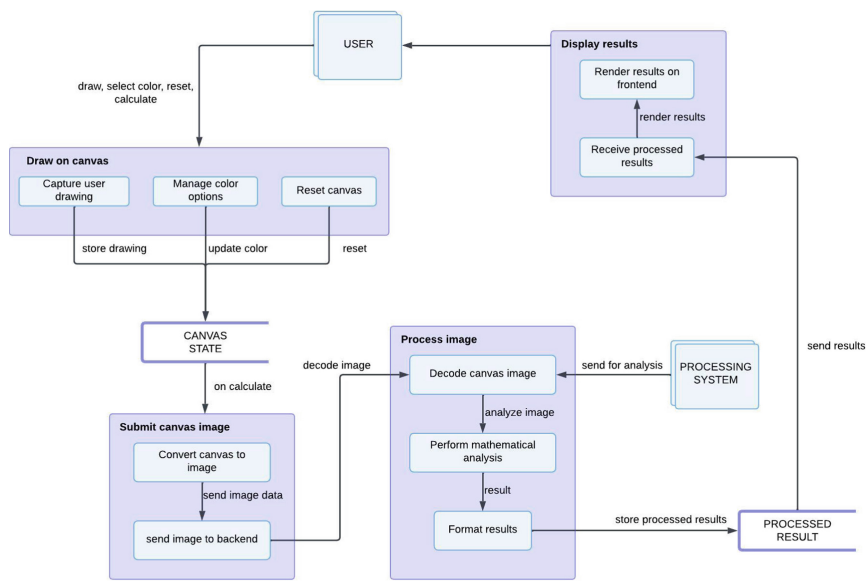 USER
Display results
Render results on
frontend
render results
Receive processed
results
draw, select color, reset,
calculate
Draw on canvas
Capture user
drawing
Manage color
options
Reset canvas
store drawing
update color
reset
CANVAS
STATE
on calculate
Submit canvas image
Convert canvas to
image
send image data
send image to backend
decode image
Process image
Decode canvas image
send for analysis
PROCESSING
SYSTEM
analyze image
Perform mathematical
analysis
result
Format results
store processed results
PROCESSED
RESULT
send results